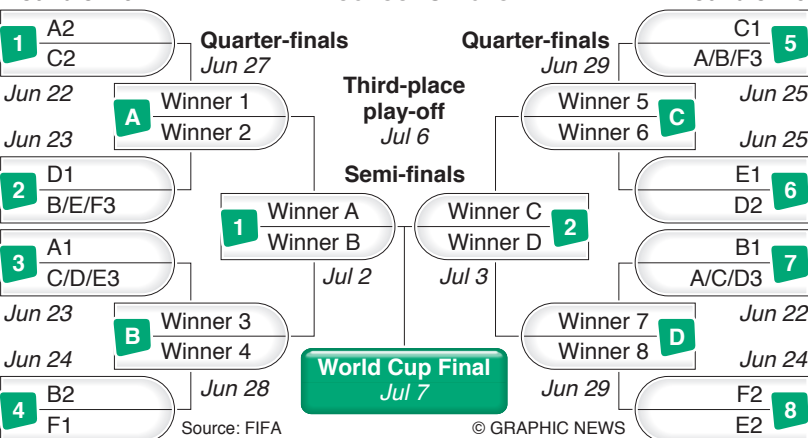 1
A2
C2
Jun 22
Jun 23
2
D1
B/E/F3
3
A1
C/D/E3
Jun 23
Jun 24
4
B2
F1
Quarter-finals
Jun 27
A
Winner 1
Winner 2
B
Winner 3
Winner 4
Jun 28
Third-place
play-off
Jul 6
Semi-finals
1
Winner A
Winner B
Jul 2
Winner C
Winner D
2
Jul 3
World Cup Final
Jul 7
Quarter-finals
Jun 29
Winner 5
Winner 6
C
Winner 7
Winner 8
D
Jun 29
C1
A/B/F3
5
Jun 25
Jun 25
E1
D2
6
B1
A/C/D3
7
Jun 22
Jun 24
F2
E2
8
Source: FIFA
© GRAPHIC NEWS